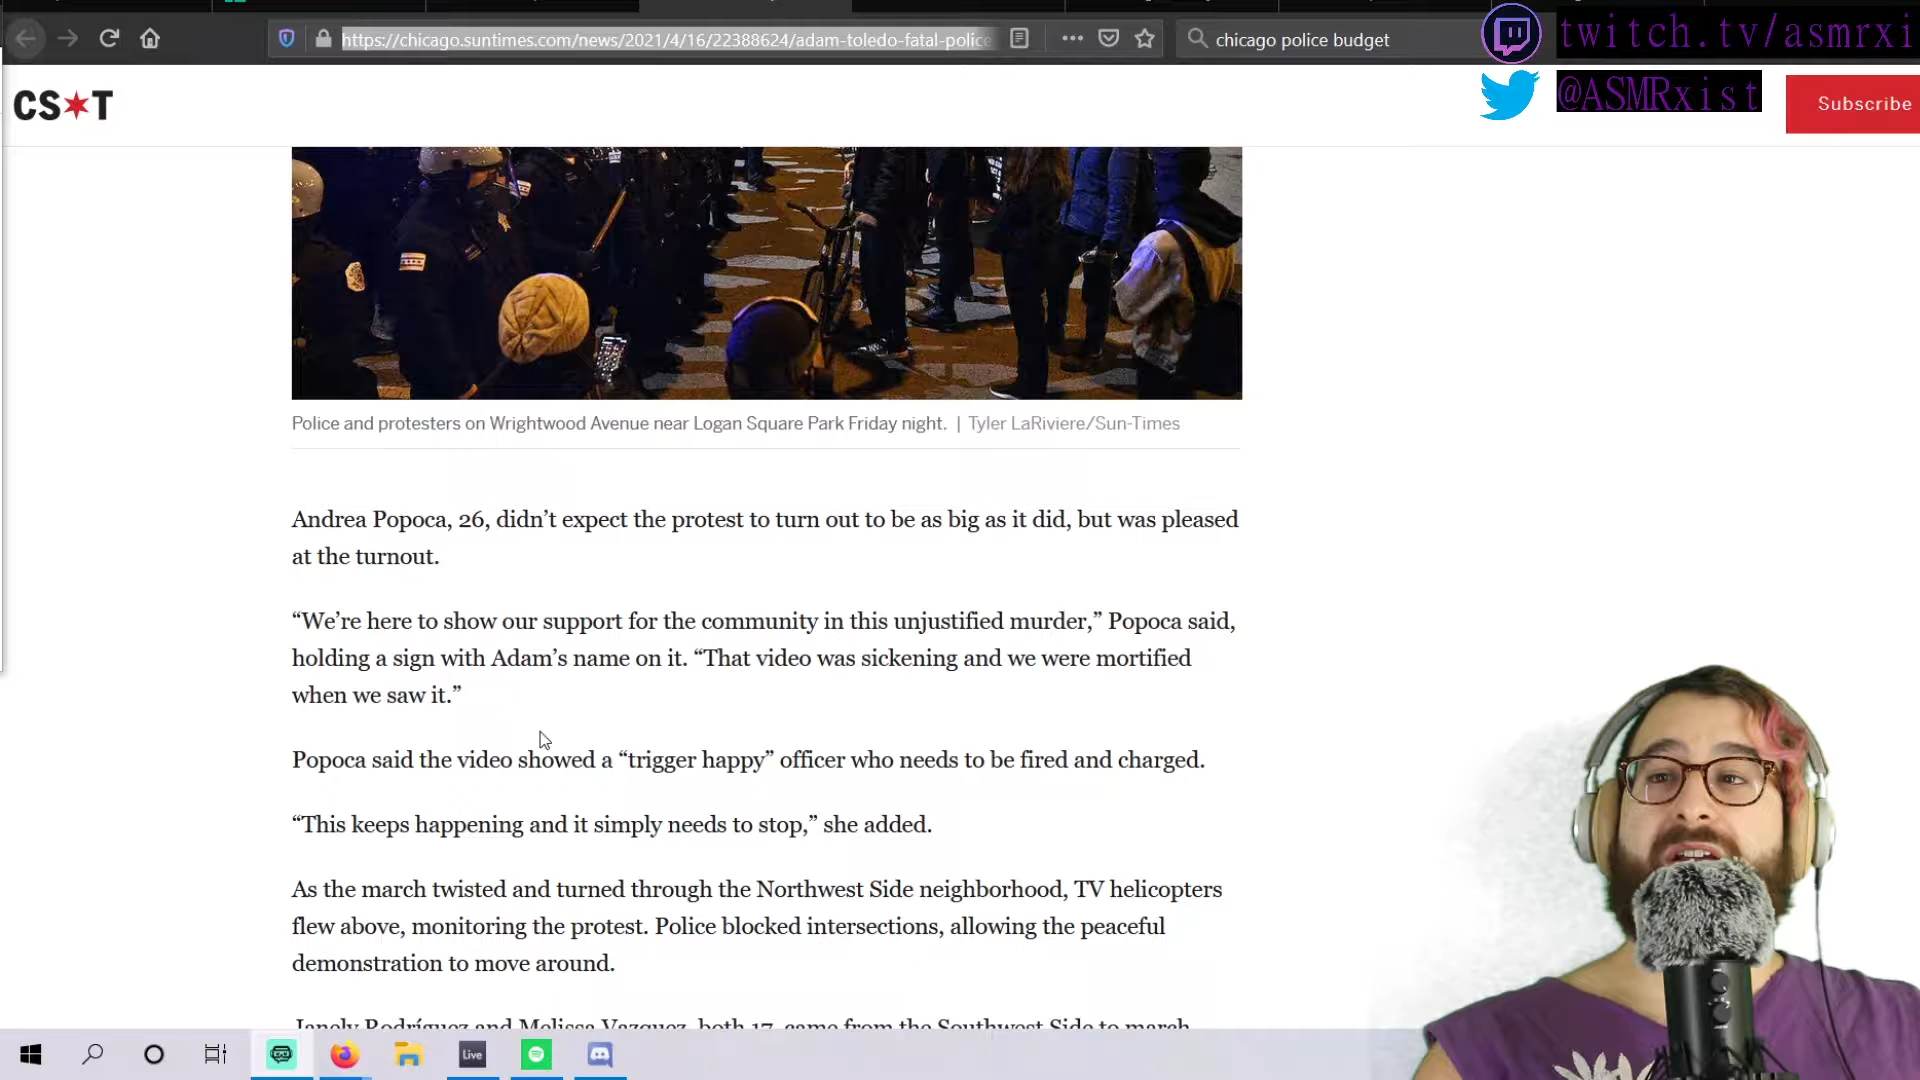 https://chicago.suntimes.com/news/2021/4/16/22388624/adam-toledo-fatal-police
chicago police budget
twitch.tv/asmrxi
@ASMRxist
CS T
Subscribe
Police and protesters on Wrightwood Avenue near Logan Square Park Friday night. | Tyler LaRiviere/Sun-Times
Andrea Popoca, 26, didn’t expect the protest to turn out to be as big as it did, but was pleased
at the turnout.
“We’re here to show our support for the community in this unjustified murder,” Popoca said,
holding a sign with Adam’s name on it. “That video was sickening and we were mortified
when we saw it.”
Popoca said the video showed a “trigger happy” officer who needs to be fired and charged.
“This keeps happening and it simply needs to stop,” she added.
As the march twisted and turned through the Northwest Side neighborhood, TV helicopters
flew above, monitoring the protest. Police blocked intersections, allowing the peaceful
demonstration to move around.
Janely Rodríguez and Melissa Vazquez, both 17, came from the Southwest Side to march
Live